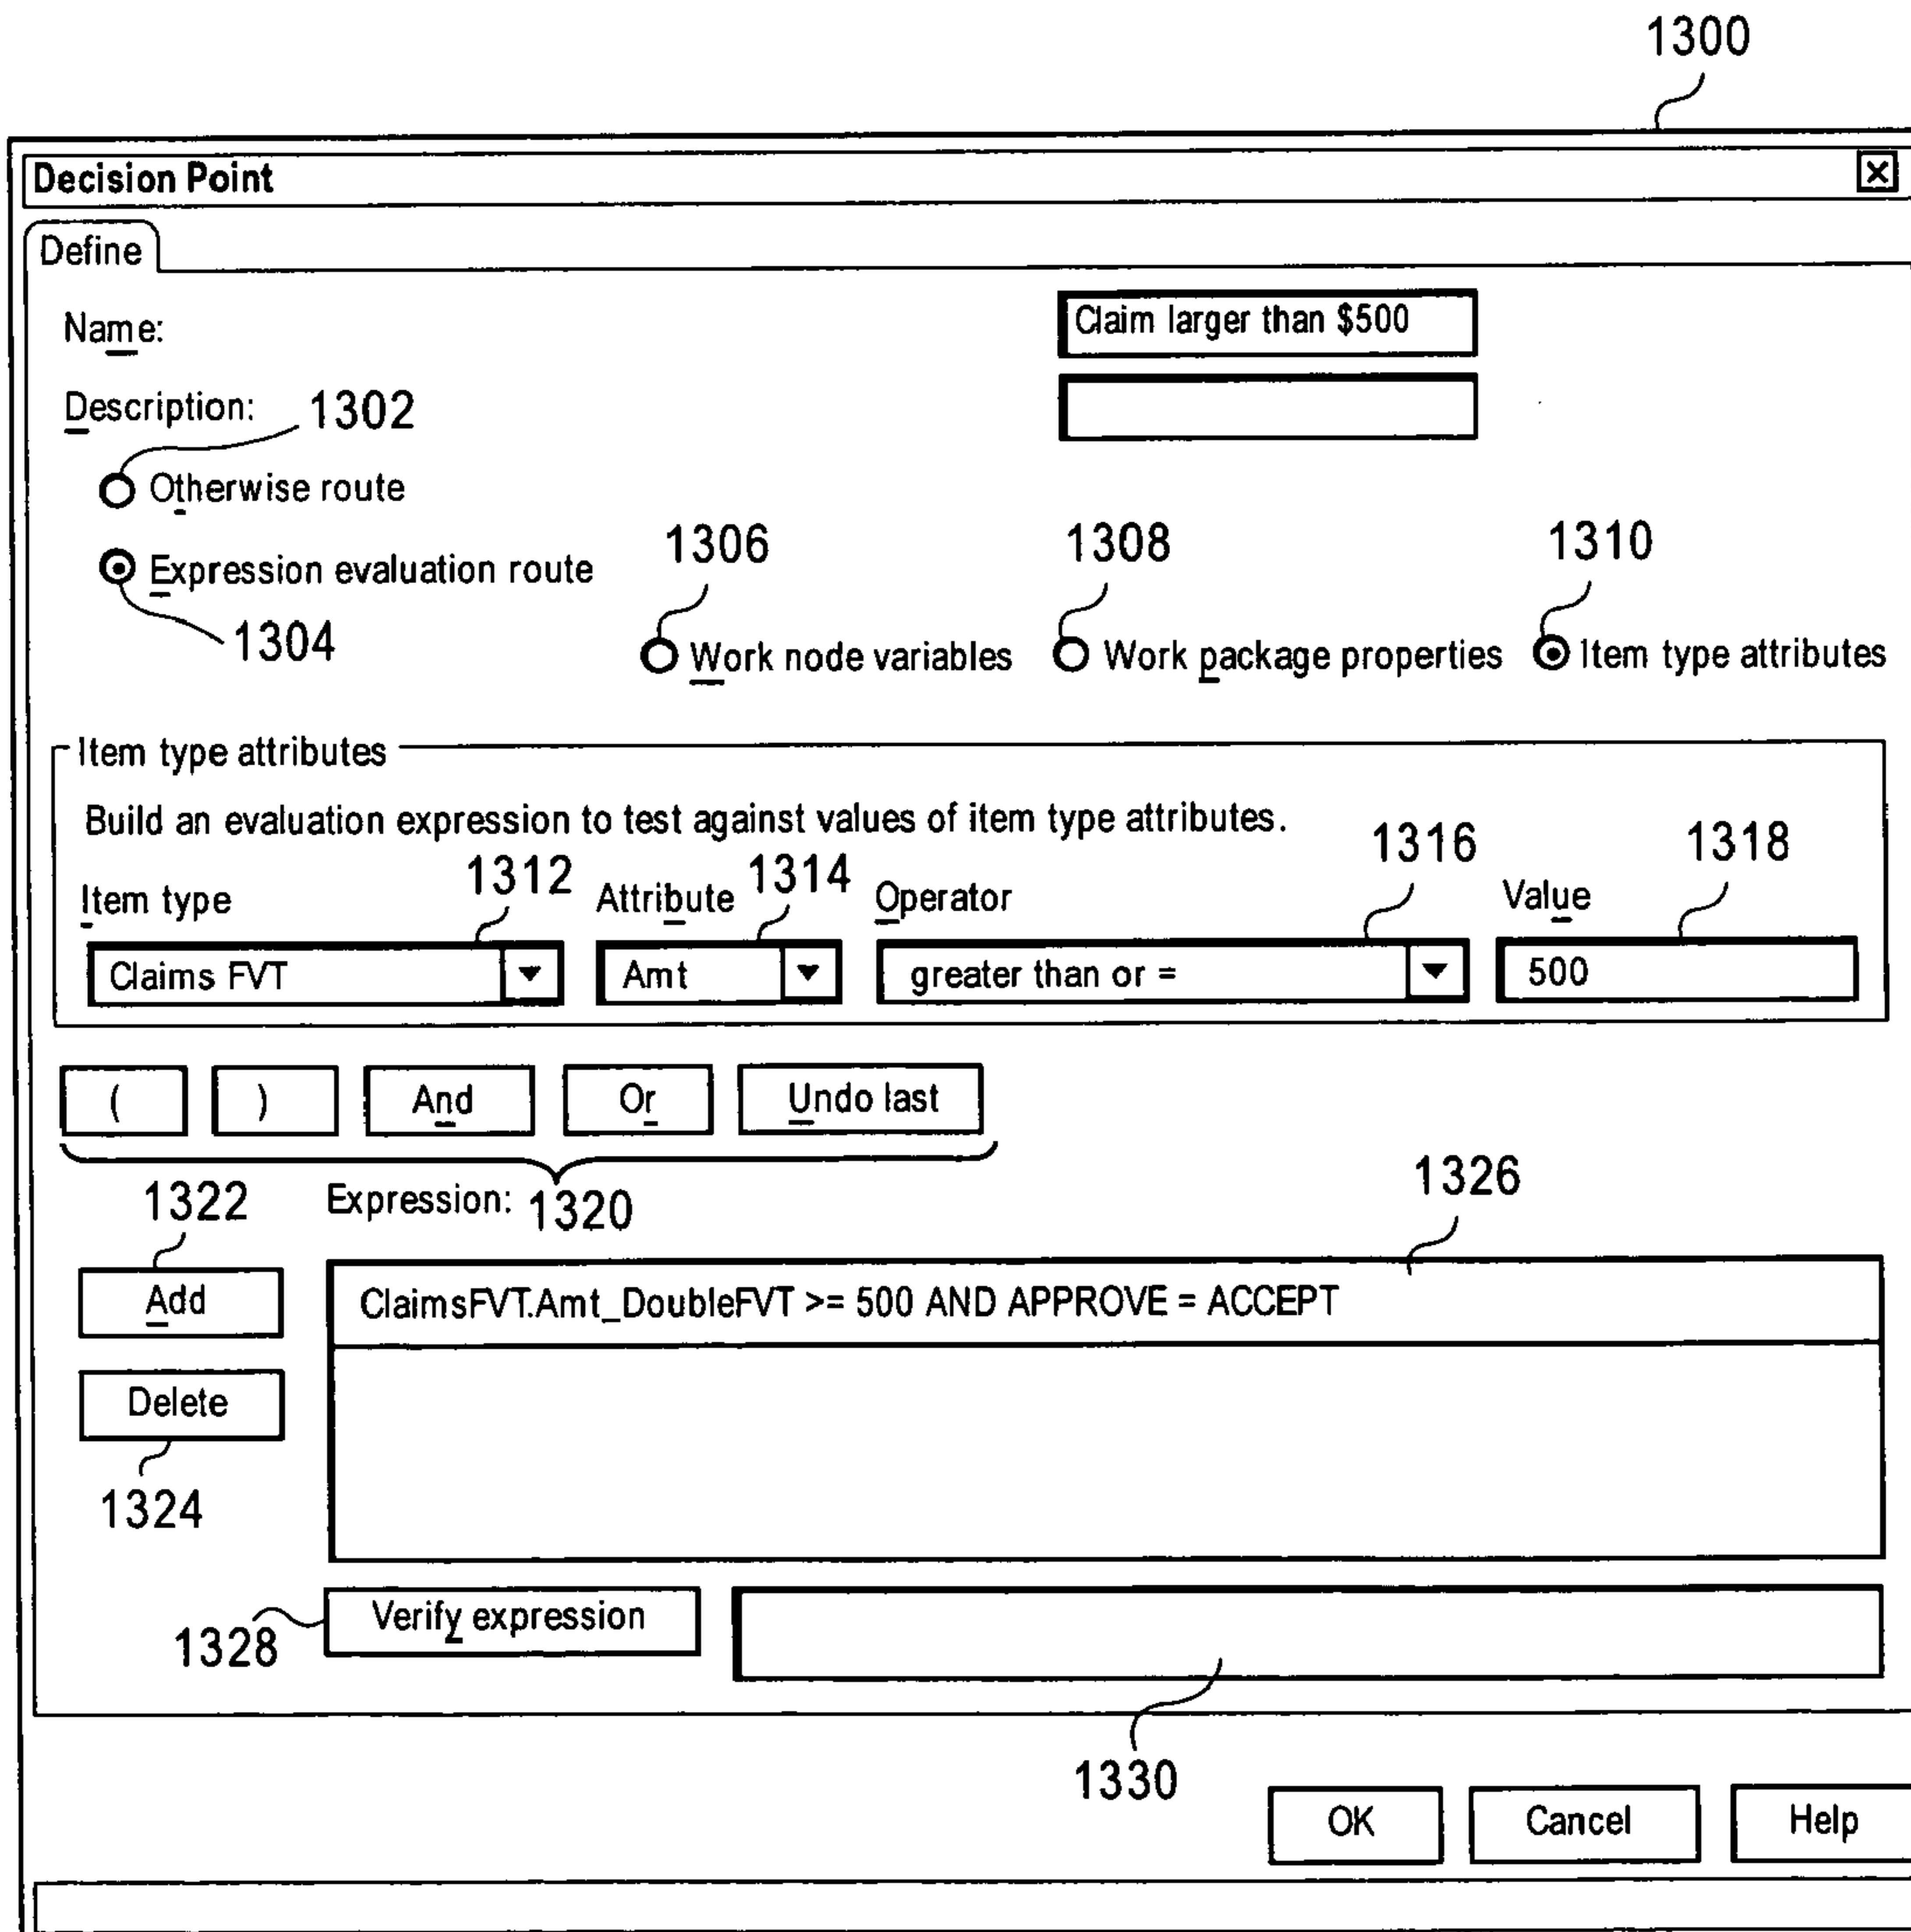 1300
Decision Point
Define
Name: Claim larger than $500
Description: 1302
Otherwise route
Expression evaluation route 1306 1308 1310
1304
Work node variables Work package properties Item type attributes
Item type attributes
Build an evaluation expression to test against values of item type attributes.
Item type 1312 Attribute 1314 Operator 1316 Value 1318
Claims FVT Amt greater than or = 500
( ) And Or Undo last
1322 Expression: 1320 1326
Add ClaimsFVT.Amt_DoubleFVT >= 500 AND APPROVE = ACCEPT
Delete
1324
1328 Verify expression
1330
OK Cancel Help